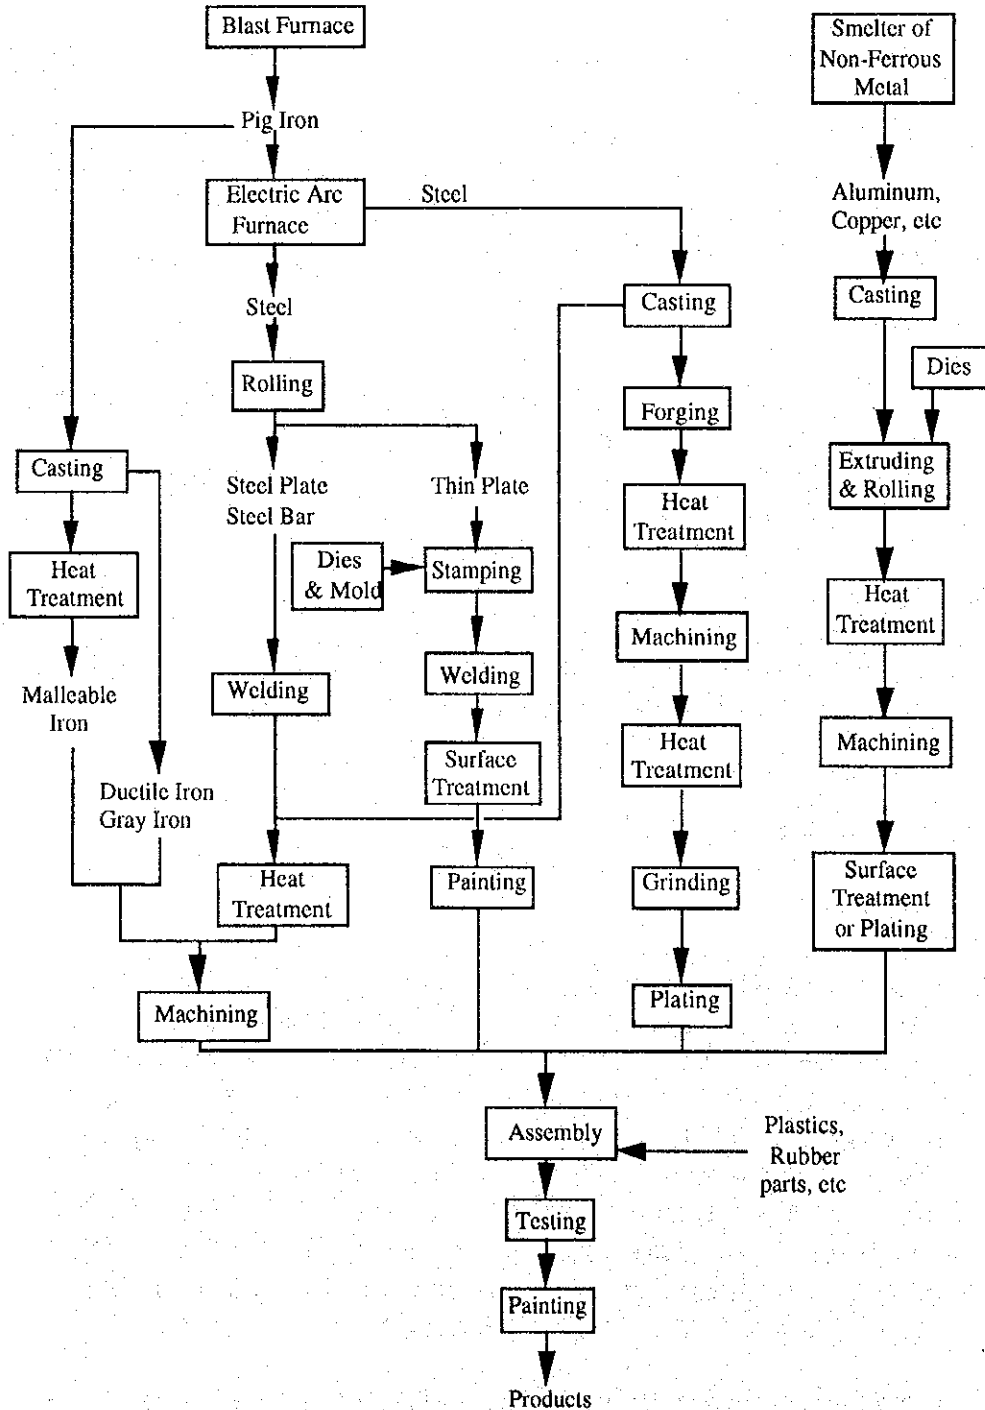 Blast Furnace
Smelter of
Non-Ferrous
Metal
Pig Iron
Electric Arc
Furnace
Steel
Aluminum,
Copper, etc
Steel
Casting
Casting
Dies
Rolling
Forging
Casting
Steel Plate
Steel Bar
Thin Plate
Extruding
& Rolling
Heat
Treatment
Dies
& Mold
Stamping
Heat
Treatment
Heat
Treatment
Machining
Malleable
Iron
Welding
Welding
Machining
Surface
Treatment
Heat
Treatment
Ductile Iron
Gray Iron
Heat
Treatment
Painting
Grinding
Surface
Treatment
or Plating
Machining
Plating
Assembly
Plastics,
Rubber
parts, etc
Testing
Painting
Products